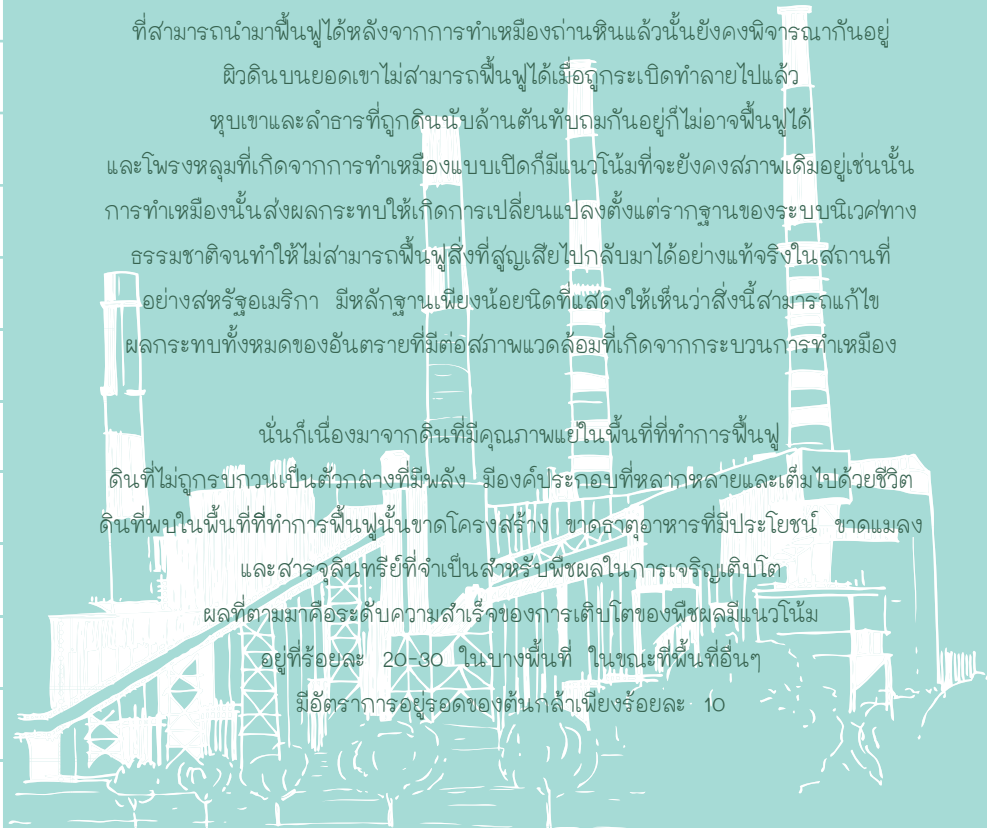 ที่สามารถนำมาฟื้นฟูได้หลังจากการทำเหมืองถ่านหินแล้วนั้นยังคงพิจารณากันอยู่
ผิวดินบนยอดเขาไม่สามารถฟื้นฟูได้เมื่อถูกระเบิดทำลายไปแล้ว
หุบเขาและลำธารที่ถูกดินนับล้านตันทับถมกันอยู่ก็ไม่อาจฟื้นฟูได้
และโพรงหลุมที่เกิดจากการทำเหมืองแบบเปิดก็มีแนวโน้มที่จะยังคงสภาพเดิมอยู่เช่นนั้น
การทำเหมืองนั้นส่งผลกระทบให้เกิดการเปลี่ยนแปลงตั้งแต่รากฐานของระบบนิเวศทาง
ธรรมชาติจนทำให้ไม่สามารถฟื้นฟูสิ่งที่สูญเสียไปกลับมาได้อย่างแท้จริงในสถานที่
อย่างสหรัฐอเมริกา มีหลักฐานเพียงน้อยนิดที่แสดงให้เห็นว่าสิ่งนี้สามารถแก้ไข
ผลกระทบทั้งหมดของอันตรายที่มีต่อสภาพแวดล้อมที่เกิดจากกระบวนการทำเหมือง
นั่นก็เนื่องมาจากดินที่มีคุณภาพแย่ในพื้นที่ที่ทำการฟื้นฟู
ดินที่ไม่ถูกรบกวนเป็นตัวกลางที่มีพลัง มีองค์ประกอบที่หลากหลายและเต็มไปด้วยชีวิต
ดินที่พบในพื้นที่ที่ทำการฟื้นฟูนั้นขาดโครงสร้าง ขาดธาตุอาหารที่มีประโยชน์ ขาดแมลง
และสารจุลินทรีย์ที่จำเป็นสำหรับพืชผลในการเจริญเติบโต
ผลที่ตามมาคือระดับความสำเร็จของการเติบโตของพืชผลมีแนวโน้ม
อยู่ที่ร้อยละ 20-30 ในบางพื้นที่ ในขณะที่พื้นที่อื่นๆ
มีอัตราการอยู่รอดของต้นกล้าเพียงร้อยละ 10